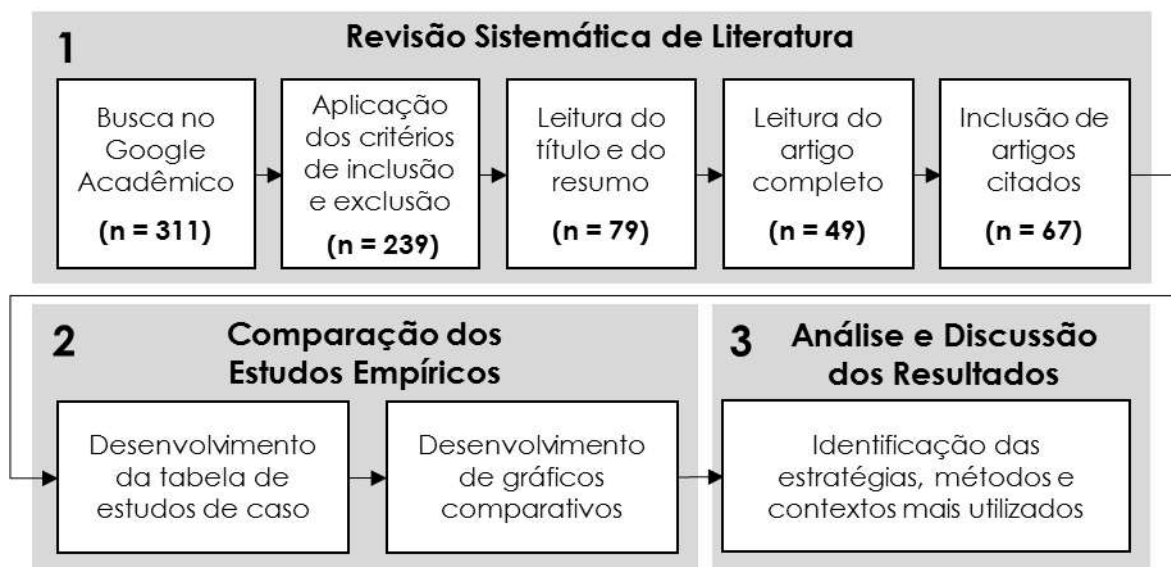 1
Revisão Sistemática de Literatura
Busca no
Google
Acadêmico
(n = 311)
Aplicação
dos critérios
de inclusão
e exclusão
(n = 239)
Leitura do
título e do
resumo
(n = 79)
Leitura do
artigo
completo
(n = 49)
Inclusão de
artigos
citados
(n = 67)
2
Comparação dos
Estudos Empíricos
Desenvolvimento
da tabela de
estudos de caso
Desenvolvimento
de gráficos
comparativos
3
Análise e Discussão
dos Resultados
Identificação das
estratégias, métodos e
contextos mais utilizados